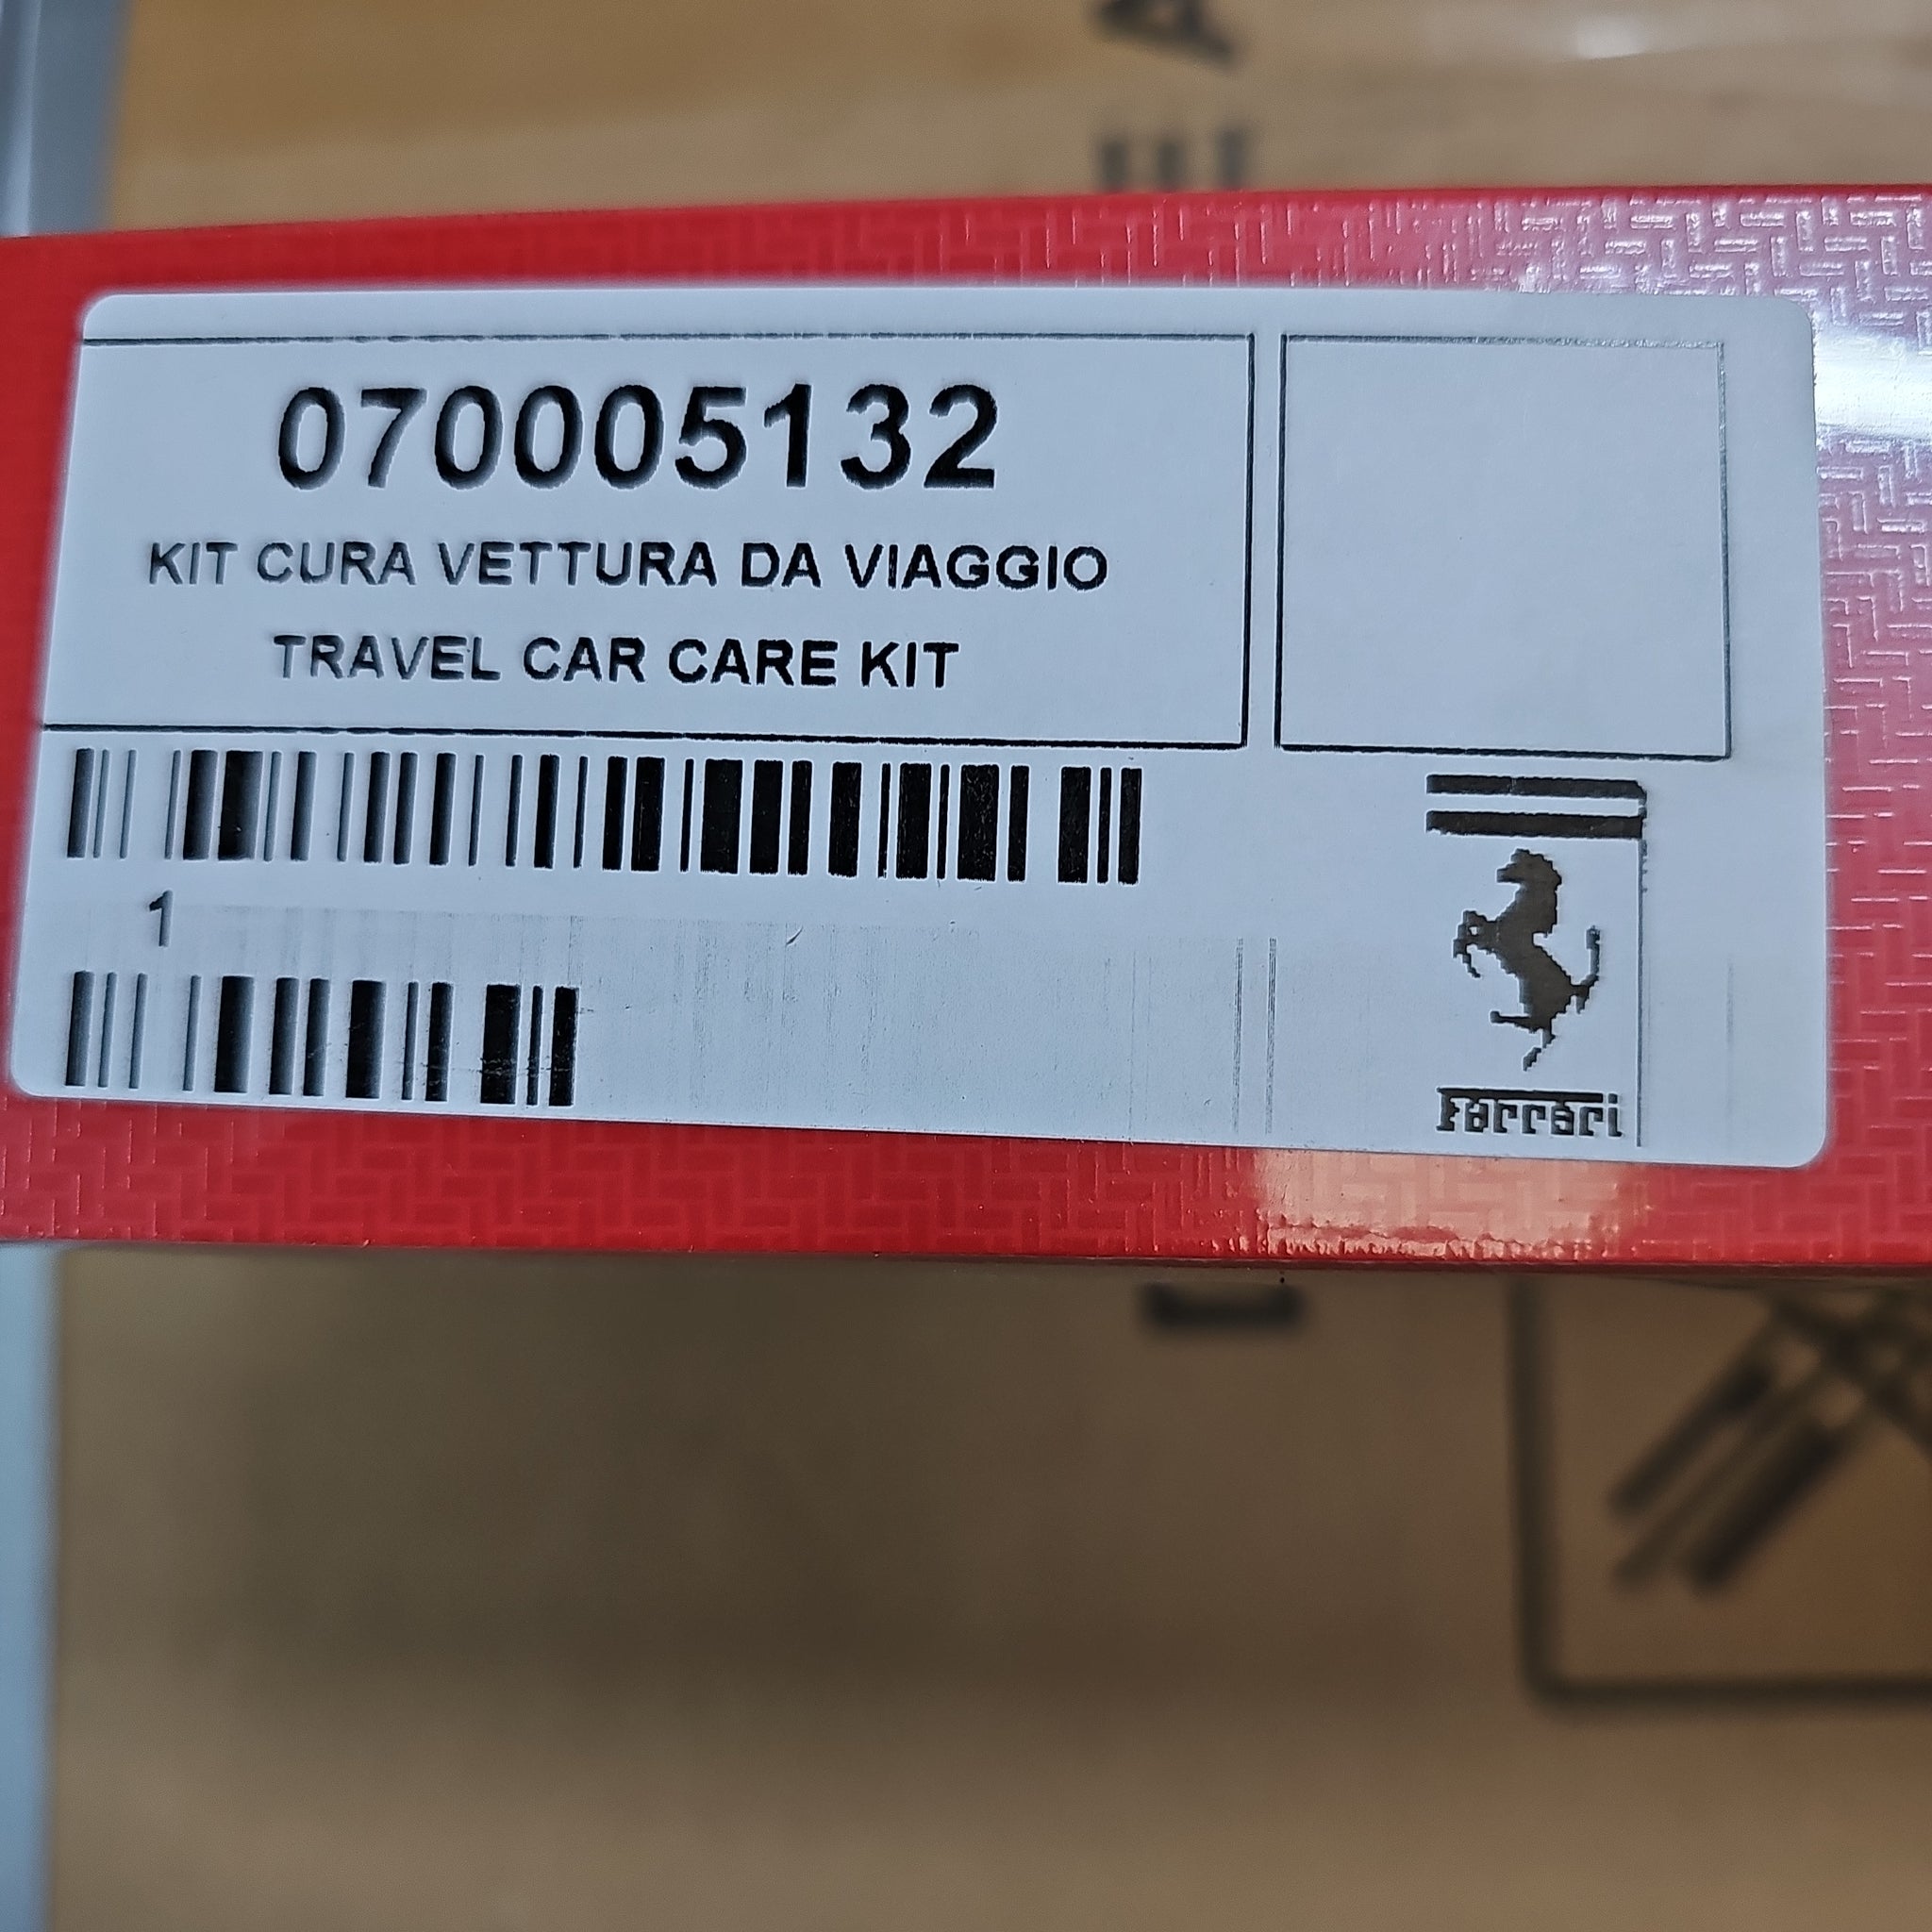 070005132
KIT CURA VETTURA DA VIAGGIO
TRAVEL CAR CARE KIT
1
Ferrari